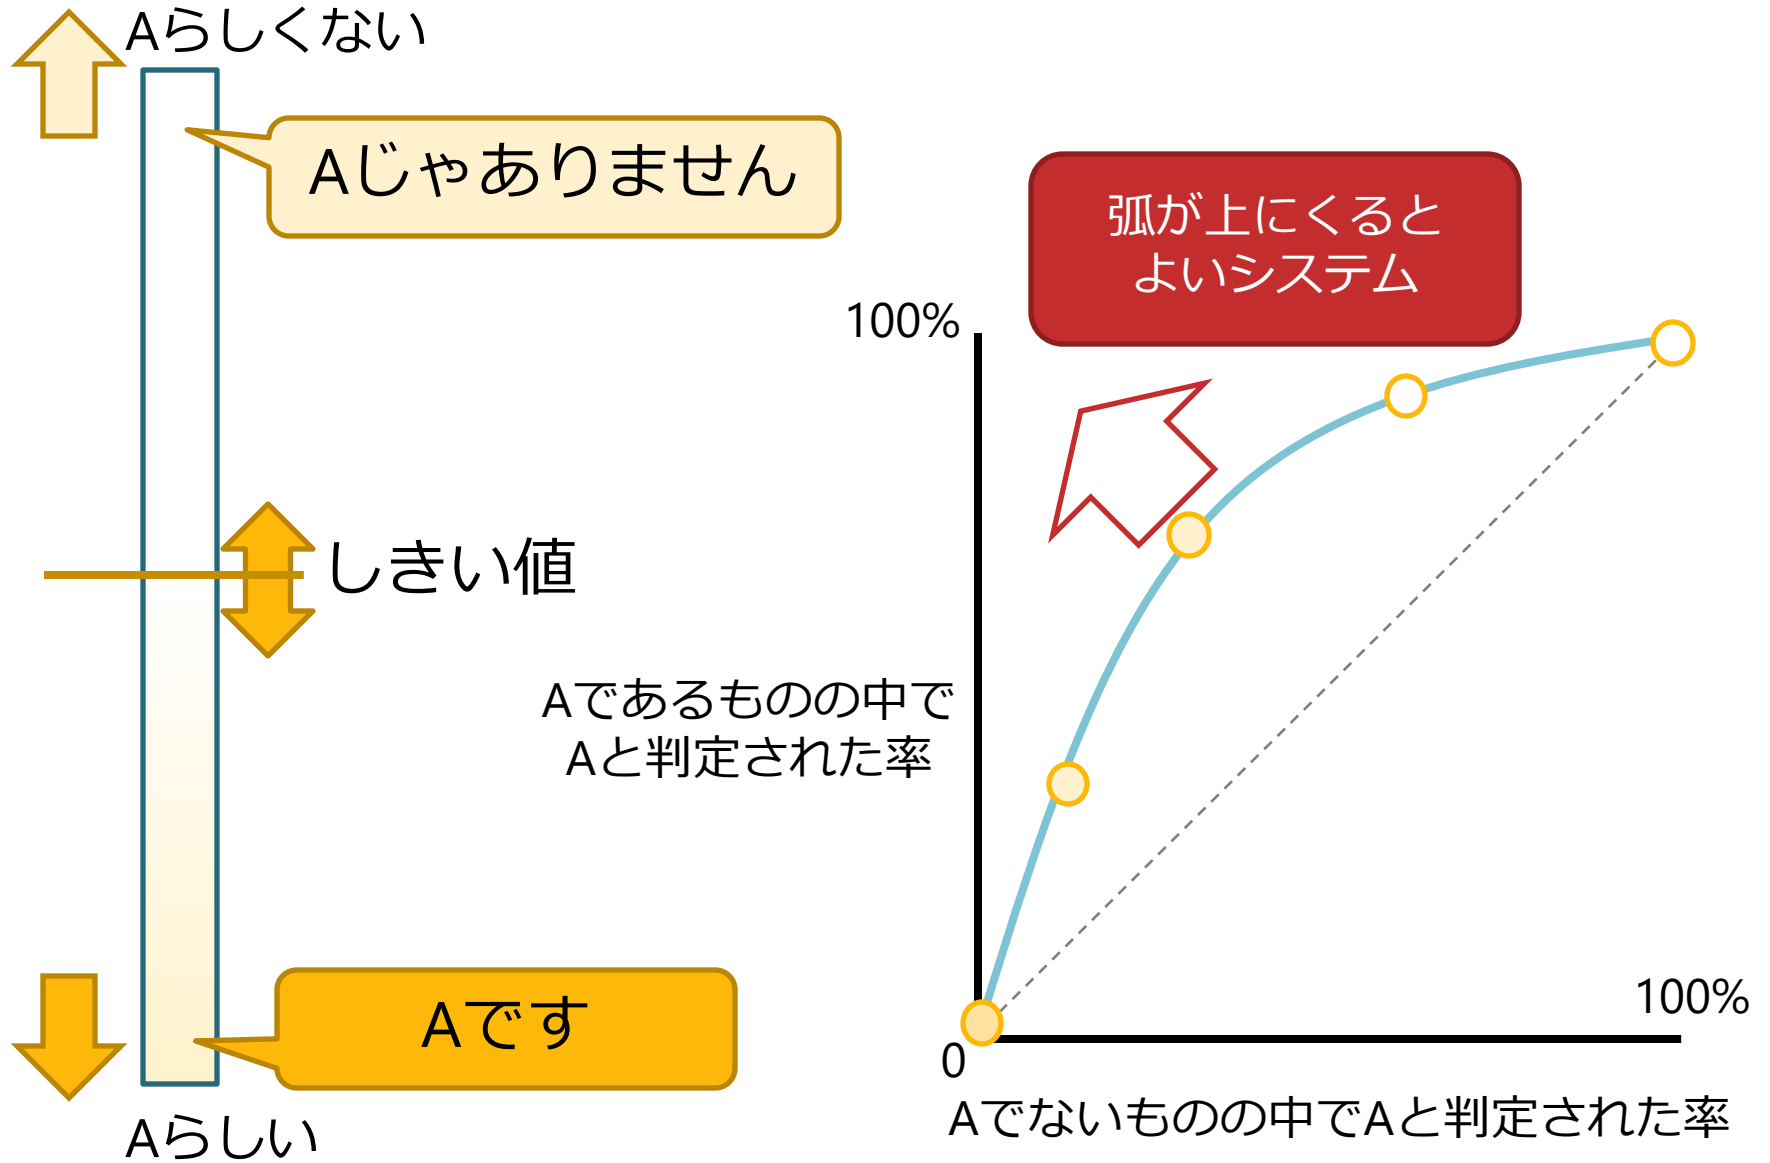 Aらしくない
Aじゃありません
しきい値
Aです
Aらしい
弧が上にくると
よいシステム
100%
Aであるものの中で
Aと判定された率
100%
0
Aでないものの中でAと判定された率